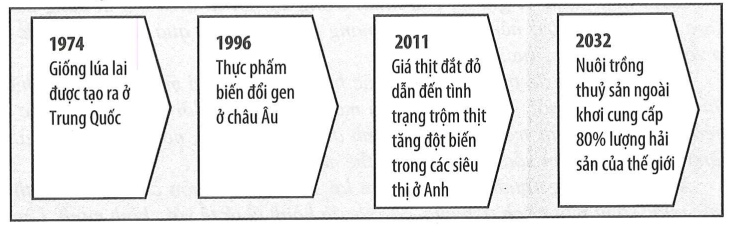 1974
Giống lúa lai
được tạo ra ở
Trung Quốc
1996
Thực phấm
biến đổi gen
ở châu Âu
2011
Giá thịt đắt đỏ
dẫn đến tình
trạng trộm thịt
tăng đột biến
trong các siêu
thị ở Anh
2032
Nuôi trồng
thuỷ sản ngoài
khơi cung cấp
80% lượng hải
sản của thế giới